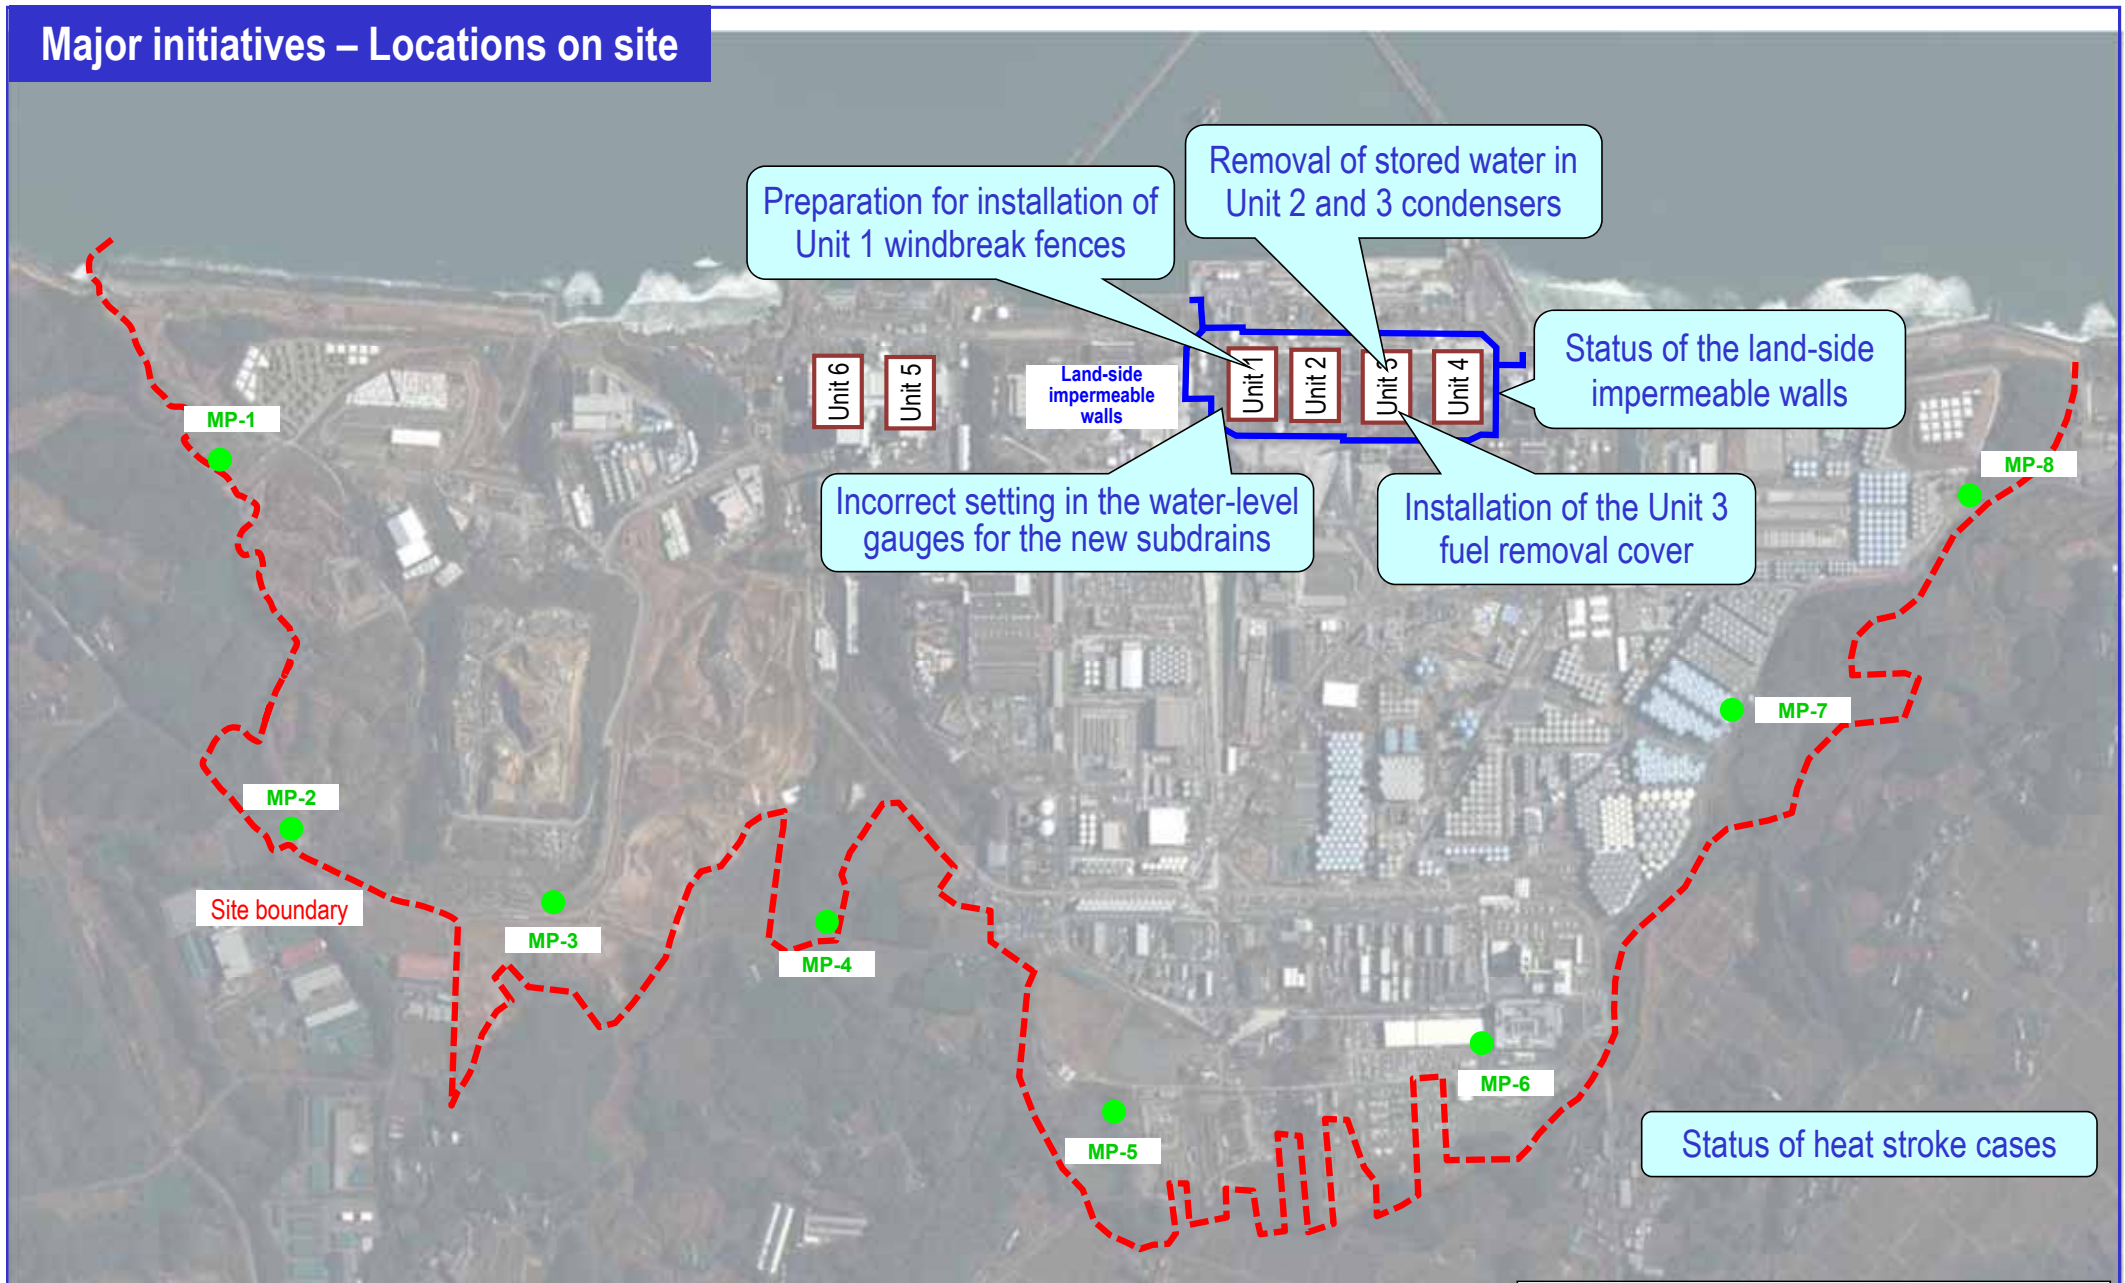 Major initiatives – Locations on site
Removal of stored water in
Unit 2 and 3 condensers
Preparation for installation of
Unit 1 windbreak fences
Status of the land-side
impermeable walls
Unit 6
Unit 5
Land-side
impermeable
walls
Unit 1
Unit 2
Unit 3
Unit 4
MP-1
MP-8
Incorrect setting in the water-level
gauges for the new subdrains
Installation of the Unit 3
fuel removal cover
MP-7
MP-2
Site boundary
MP-3
MP-4
MP-6
MP-5
Status of heat stroke cases